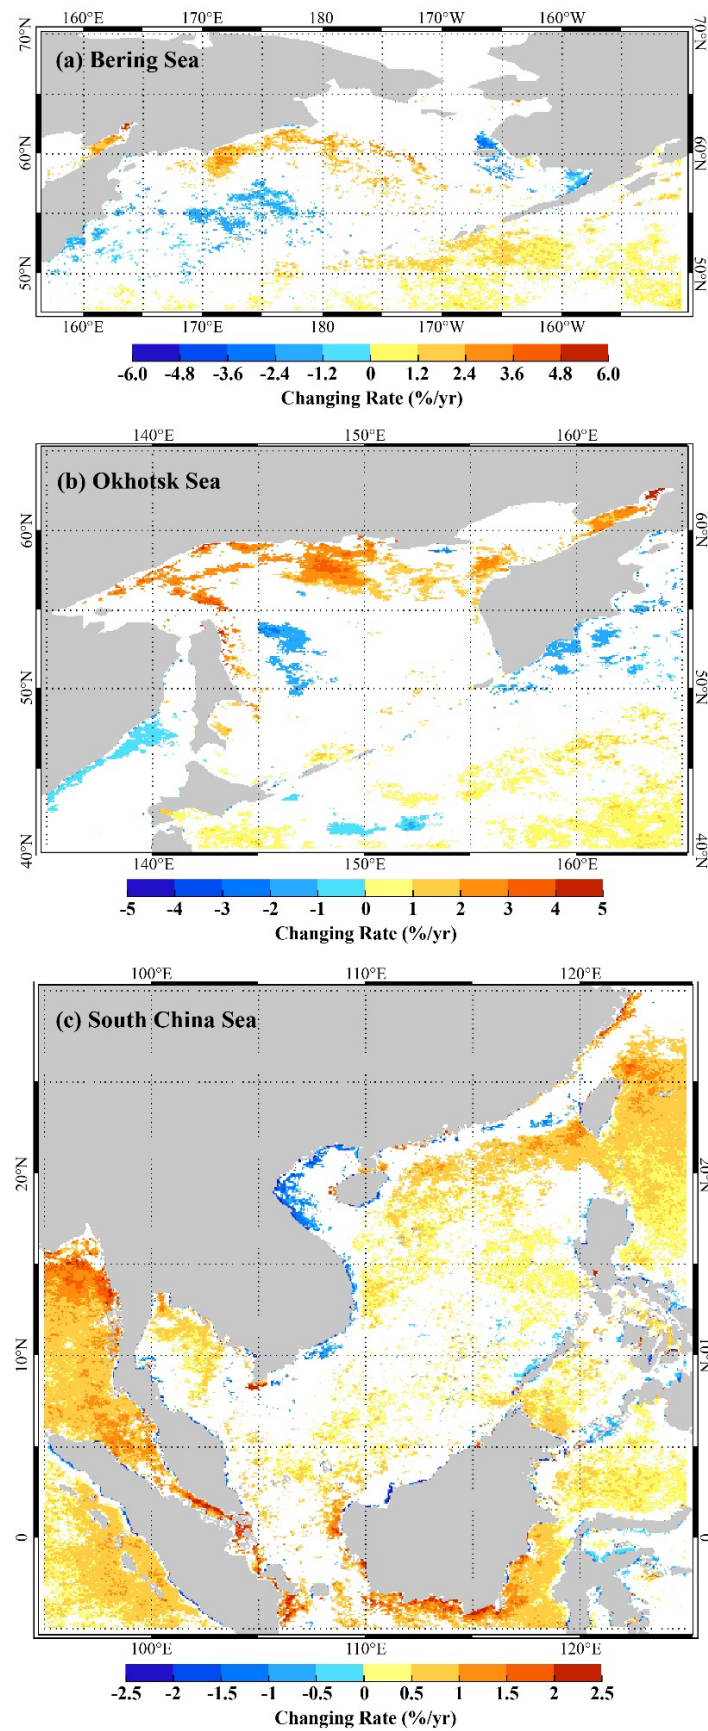 160°E 170°E 180 170°W 160°W
70°N 70°N
(a) Bering Sea
60°N 60°N
50°N 50°N
160°E 170°E 180 170°W 160°W
-6.0 -4.8 -3.6 -2.4 -1.2 0 1.2 2.4 3.6 4.8 6.0
Changing Rate (%/yr)
140°E 150°E 160°E
(b) Okhotsk Sea
60°N 60°N
50°N 50°N
40°N 40°N
140°E 150°E 160°E
-5 -4 -3 -2 -1 0 1 2 3 4 5
Changing Rate (%/yr)
100°E 110°E 120°E
(c) South China Sea
20°N 20°N
10°N 10°N
0 0
100°E 110°E 120°E
-2.5 -2 -1.5 -1 -0.5 0 0.5 1 1.5 2 2.5
Changing Rate (%/yr)